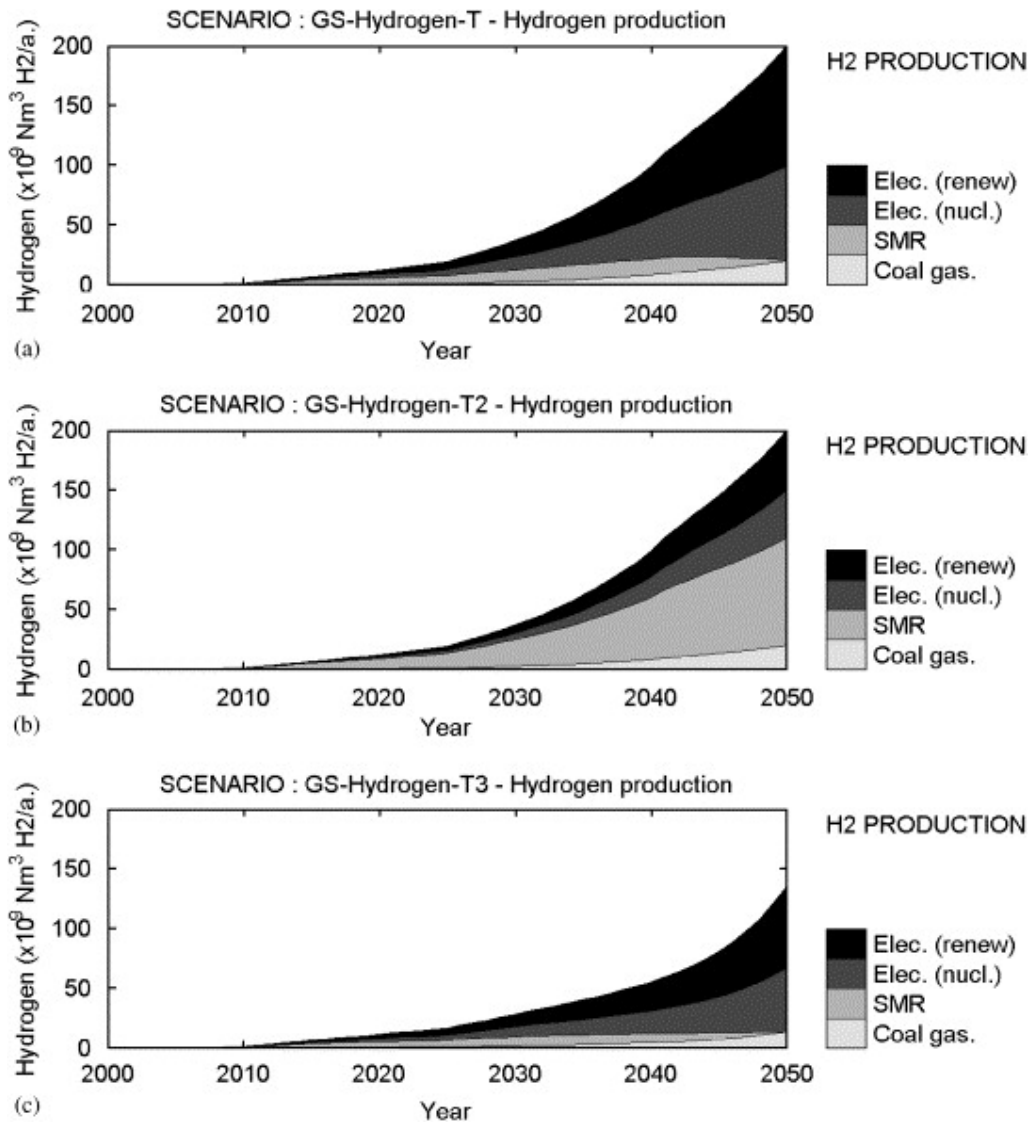 SCENARIO : GS-Hydrogen-T - Hydrogen production
Hydrogen (x10⁹ Nm³ H2/a.)
200
150
100
50
0
2000 2010 2020 2030 2040 2050
Year
(a)
H2 PRODUCTION
Elec. (renew)
Elec. (nucl.)
SMR
Coal gas.
SCENARIO : GS-Hydrogen-T2 - Hydrogen production
Hydrogen (x10⁹ Nm³ H2/a.)
200
150
100
50
0
2000 2010 2020 2030 2040 2050
Year
(b)
H2 PRODUCTION
Elec. (renew)
Elec. (nucl.)
SMR
Coal gas.
SCENARIO : GS-Hydrogen-T3 - Hydrogen production
Hydrogen (x10⁹ Nm³ H2/a.)
200
150
100
50
0
2000 2010 2020 2030 2040 2050
Year
(c)
H2 PRODUCTION
Elec. (renew)
Elec. (nucl.)
SMR
Coal gas.